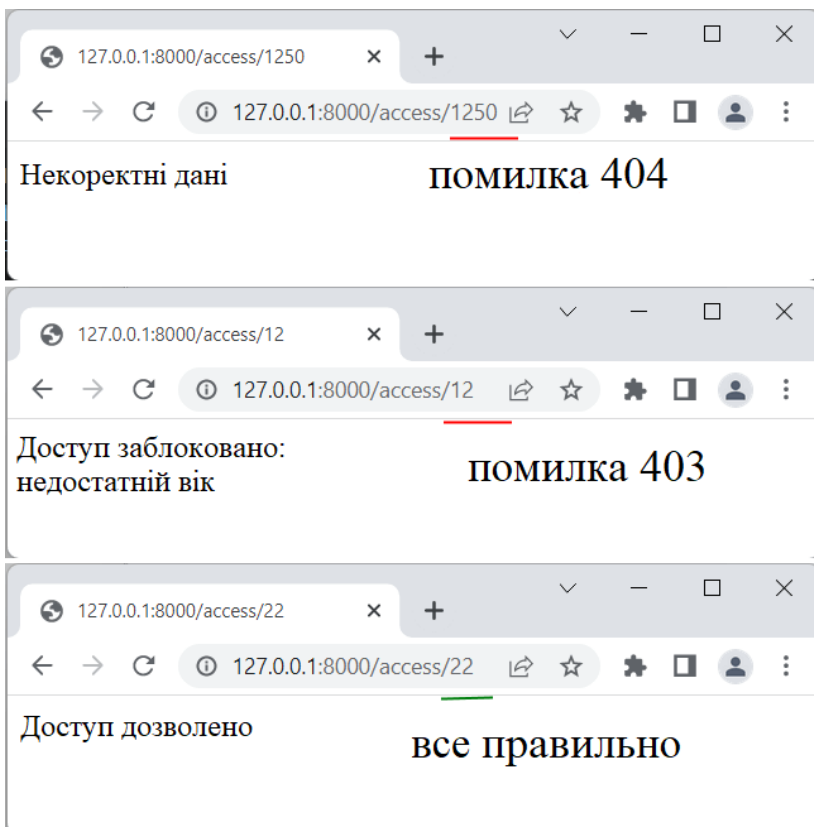 127.0.0.1:8000/access/1250
127.0.0.1:8000/access/1250
Некоректні дані
помилка 404
127.0.0.1:8000/access/12
127.0.0.1:8000/access/12
Доступ заблоковано:
недостатній вік
помилка 403
127.0.0.1:8000/access/22
127.0.0.1:8000/access/22
Доступ дозволено
все правильно